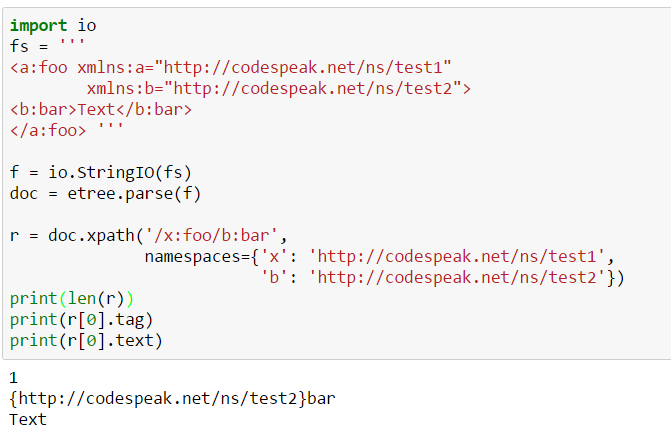 import io
fs = '''
<a:foo xmlns:a="http://codespeak.net/ns/test1"
        xmlns:b="http://codespeak.net/ns/test2">
<b:bar>Text</b:bar>
</a:foo> '''

f = io.StringIO(fs)
doc = etree.parse(f)

r = doc.xpath('/x:foo/b:bar',
              namespaces={'x': 'http://codespeak.net/ns/test1',
                          'b': 'http://codespeak.net/ns/test2'})
print(len(r))
print(r[0].tag)
print(r[0].text)
1
{http://codespeak.net/ns/test2}bar
Text